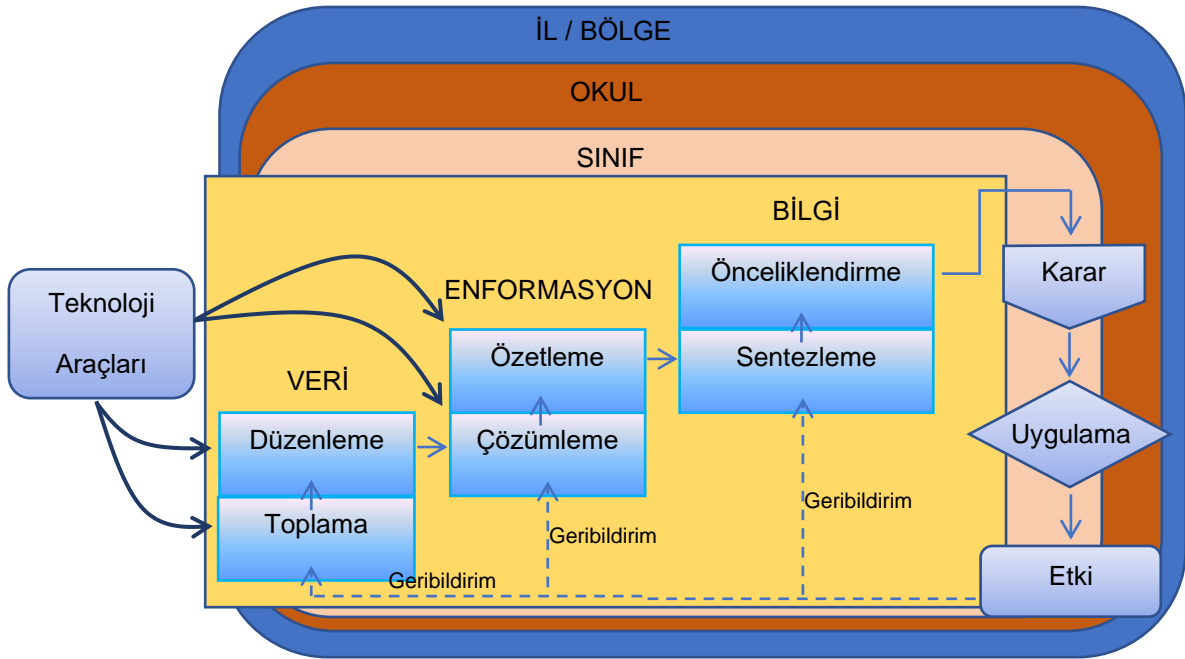 İL / BÖLGE
OKUL
SINIF
BİLGİ
Önceliklendirme
Karar
Teknoloji
Araçları
ENFORMASYON
Özetleme
Sentezleme
VERİ
Düzenleme
Çözümleme
Uygulama
Toplama
Geribildirim
Geribildirim
Geribildirim
Etki